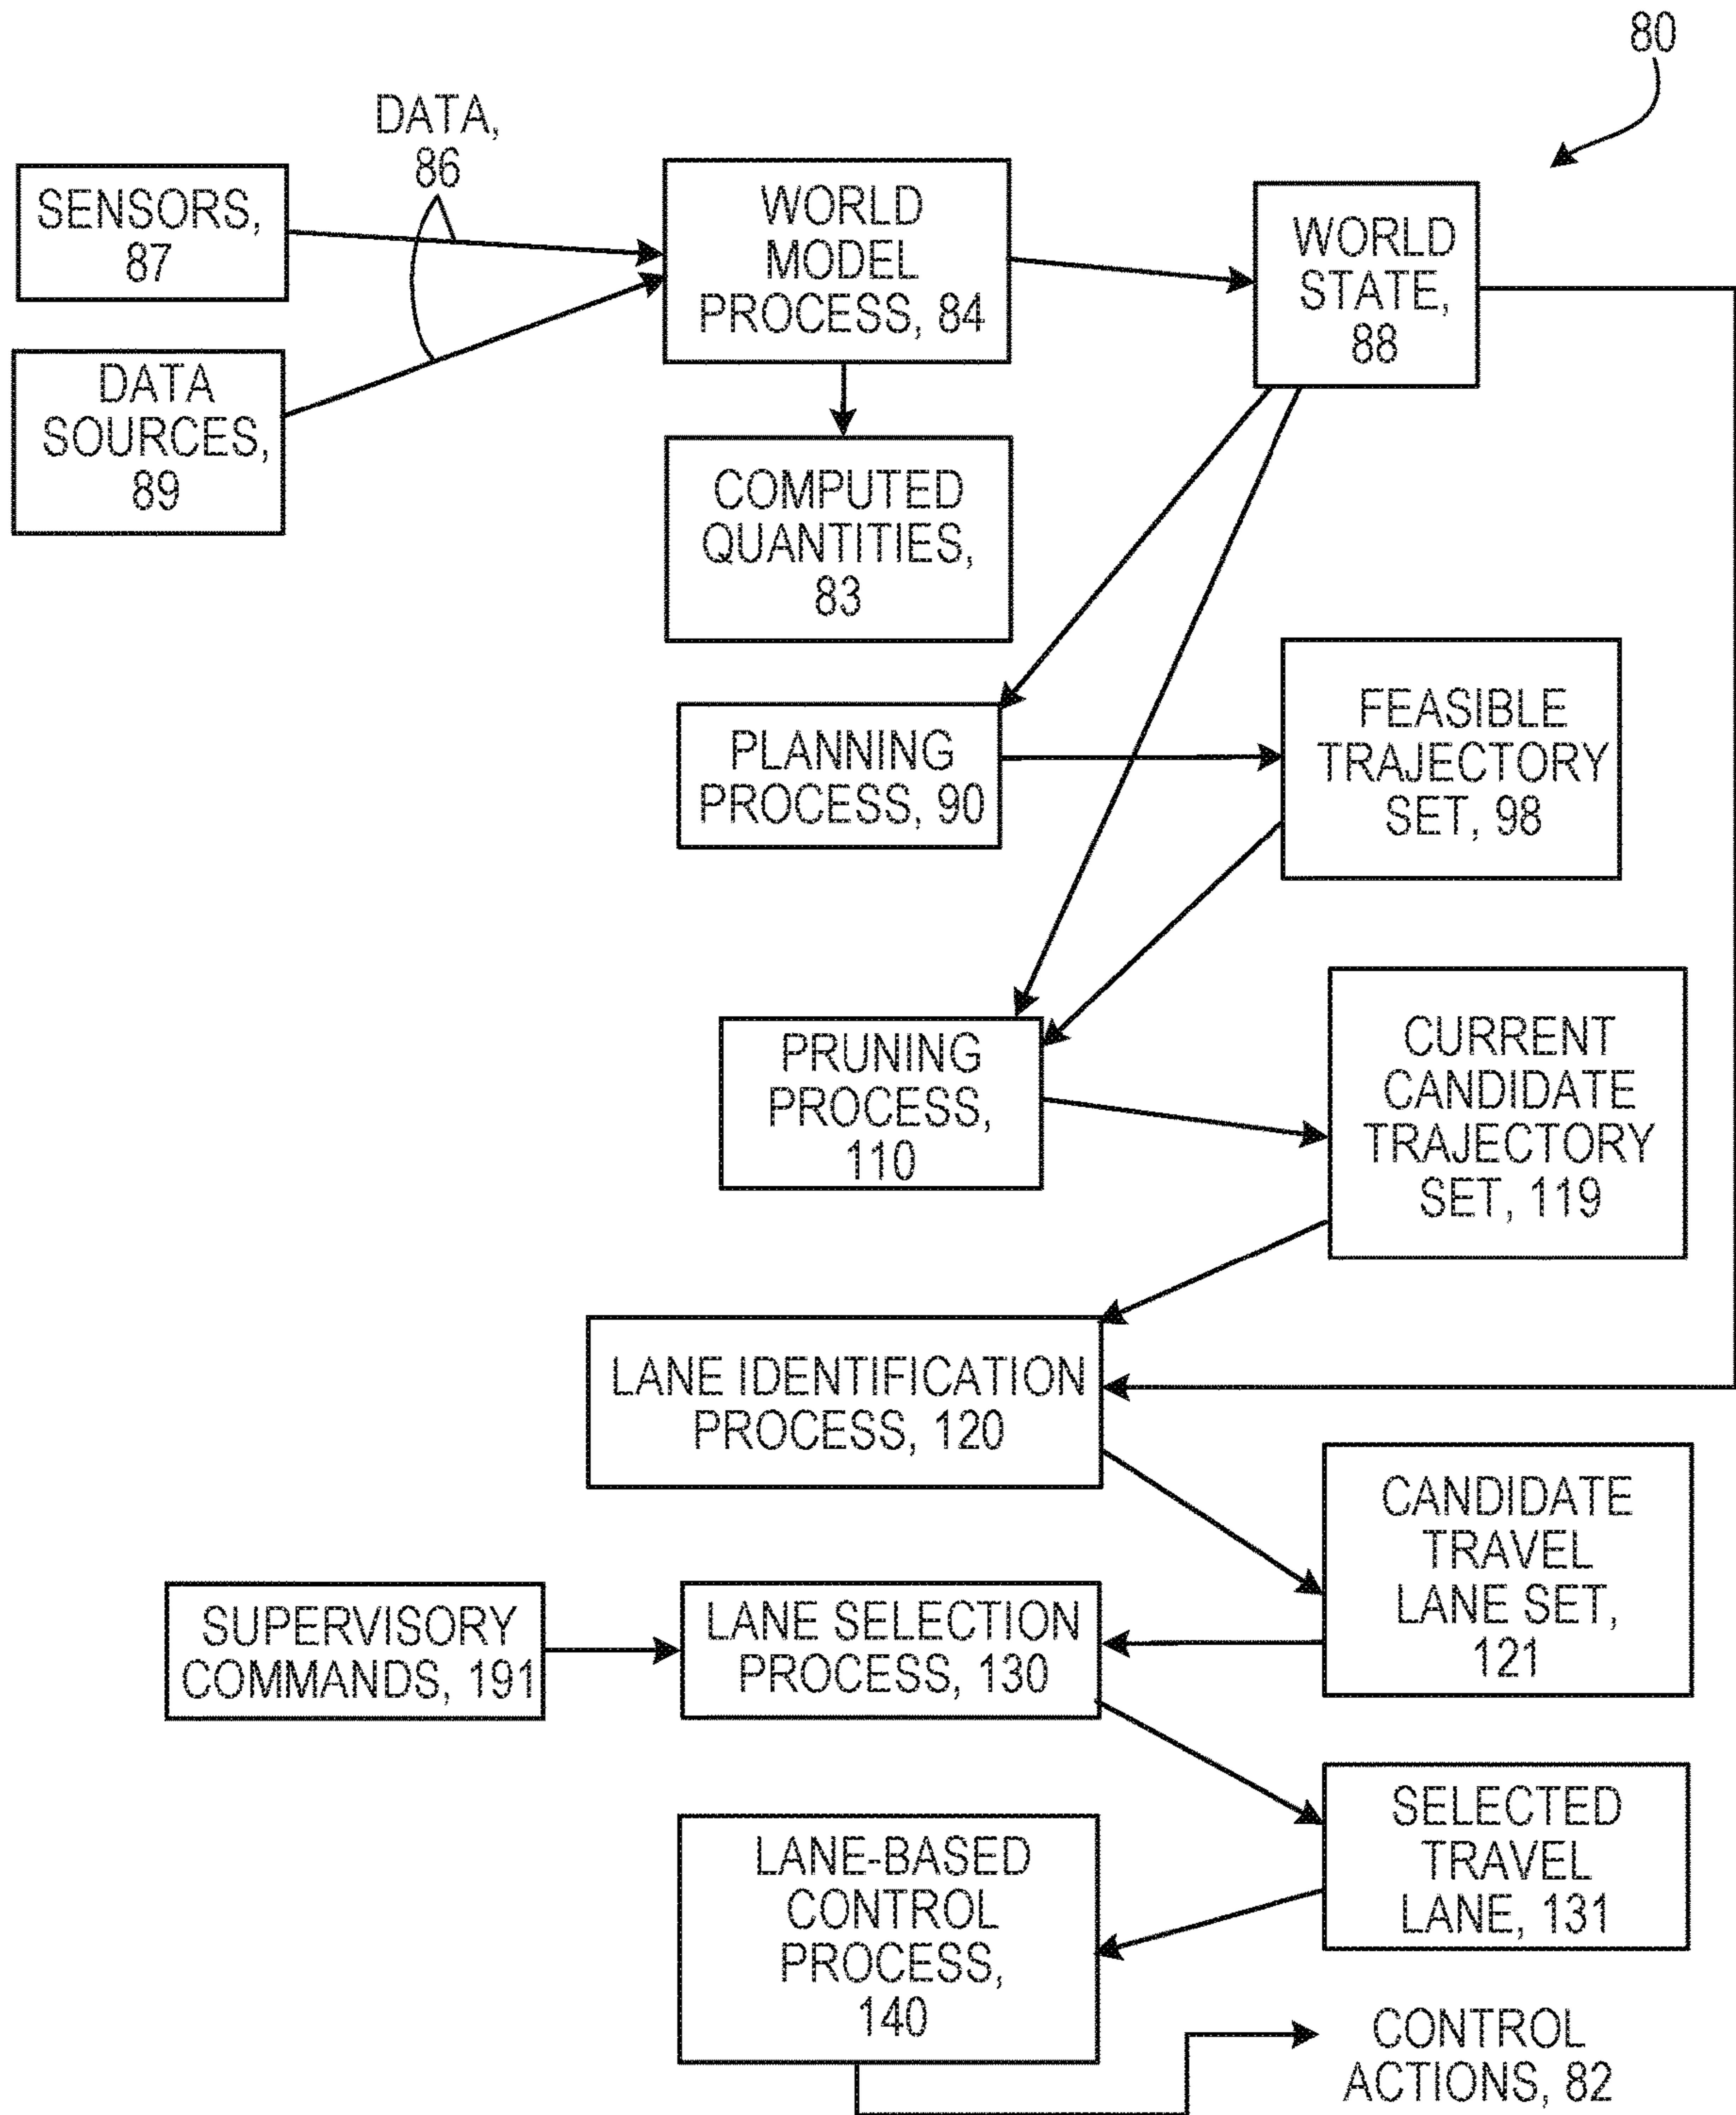 80
DATA,
86
SENSORS,
87
WORLD
MODEL
PROCESS, 84
WORLD
STATE,
88
DATA
SOURCES,
89
COMPUTED
QUANTITIES,
83
PLANNING
PROCESS, 90
FEASIBLE
TRAJECTORY
SET, 98
PRUNING
PROCESS,
110
CURRENT
CANDIDATE
TRAJECTORY
SET, 119
LANE IDENTIFICATION
PROCESS, 120
CANDIDATE
TRAVEL
LANE SET,
121
SUPERVISORY
COMMANDS, 191
LANE SELECTION
PROCESS, 130
SELECTED
TRAVEL
LANE, 131
LANE-BASED
CONTROL
PROCESS,
140
CONTROL
ACTIONS, 82